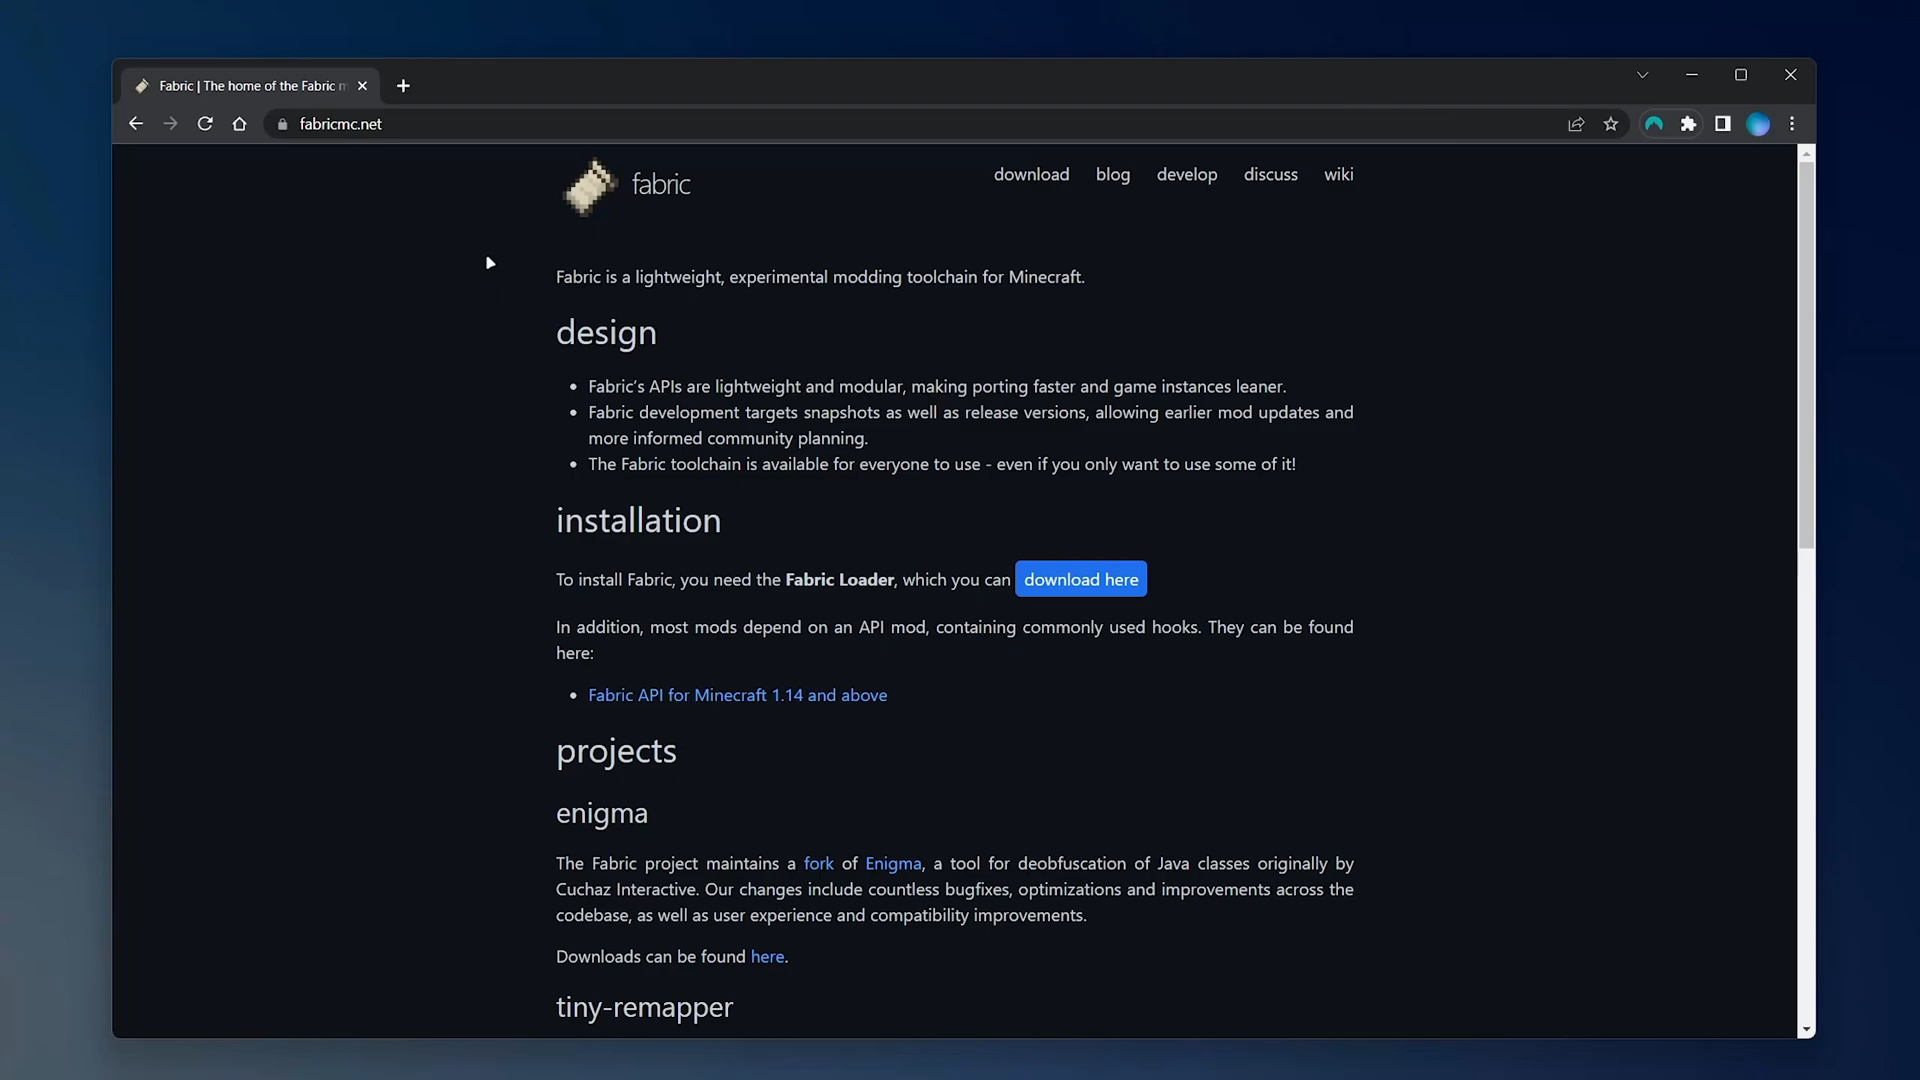 Fabric | The home of the Fabric m
fabricmc.net
fabric
download blog develop discuss wiki
Fabric is a lightweight, experimental modding toolchain for Minecraft.
design
• Fabric's APIs are lightweight and modular, making porting faster and game instances leaner.
• Fabric development targets snapshots as well as release versions, allowing earlier mod updates and
more informed community planning.
• The Fabric toolchain is available for everyone to use - even if you only want to use some of it!
installation
To install Fabric, you need the Fabric Loader, which you can download here
In addition, most mods depend on an API mod, containing commonly used hooks. They can be found
here:
• Fabric API for Minecraft 1.14 and above
projects
enigma
The Fabric project maintains a fork of Enigma, a tool for deobfuscation of Java classes originally by
Cuchaz Interactive. Our changes include countless bugfixes, optimizations and improvements across the
codebase, as well as user experience and compatibility improvements.
Downloads can be found here.
tiny-remapper